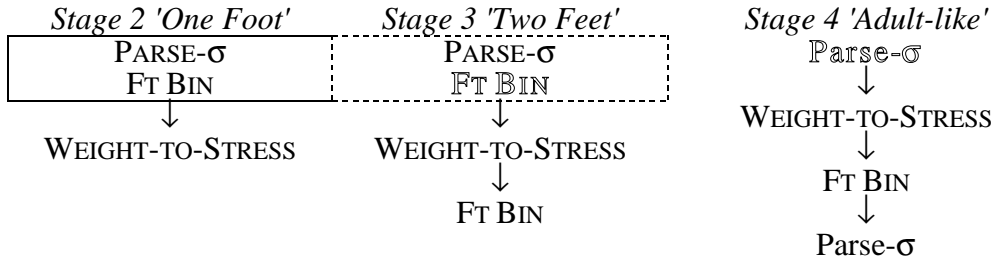 Stage 2 'One Foot' Stage 3 'Two Feet' Stage 4 'Adult-like'
PARSE-σ PARSE-σ Parse-σ
FT BIN FT BIN ↓
↓ ↓ WEIGHT-TO-STRESS
WEIGHT-TO-STRESS WEIGHT-TO-STRESS ↓
↓ FT BIN
FT BIN ↓
Parse-σ